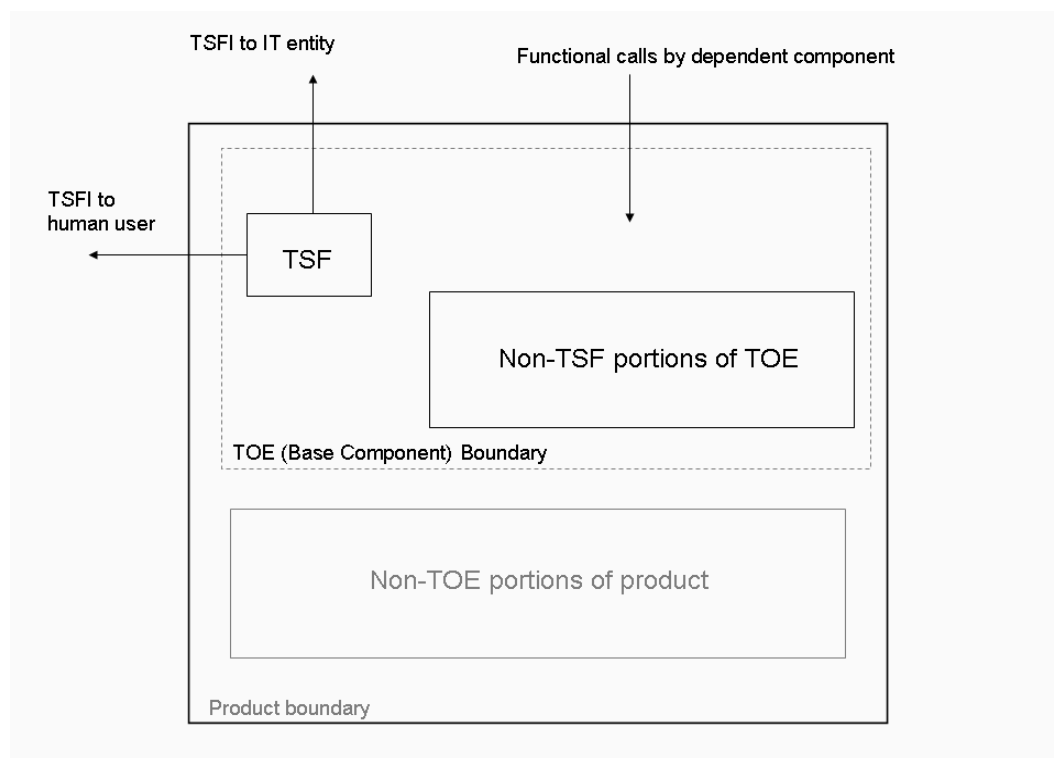 TSFI to IT entity
Functional calls by dependent component
TSFI to
human user
TSF
Non-TSF portions of TOE
TOE (Base Component) Boundary
Non-TOE portions of product
Product boundary